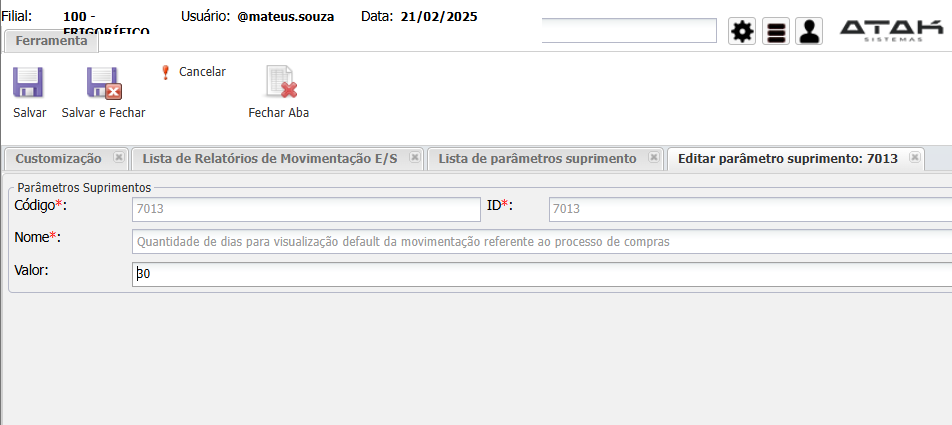 Filial: 100 - FRIGORÍFICO Usuário: @mateus.souza Data: 21/02/2025
ATAK
SISTEMAS
Ferramenta
Cancelar
Salvar Salvar e Fechar Fechar Aba
Customização Lista de Relatórios de Movimentação E/S Lista de parâmetros suprimento Editar parâmetro suprimento: 7013
Parâmetros Suprimentos
Código*: 7013 ID*: 7013
Nome*: Quantidade de dias para visualização default da movimentação referente ao processo de compras
Valor: 30